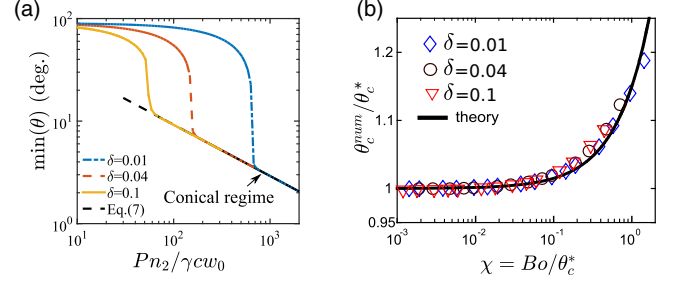 (a)
min(θ) (deg.)
10²
10¹
10⁰
δ=0.01
δ=0.04
δ=0.1
Eq.(7)
Conical regime
10¹ 10² 10³
Pn₂/γcw₀
(b)
θ_c^{num}/θ_c^*
1.2
1.1
1
0.95
δ=0.01
δ=0.04
δ=0.1
theory
10⁻³ 10⁻² 10⁻¹ 10⁰
χ = Bo/θ_c^*